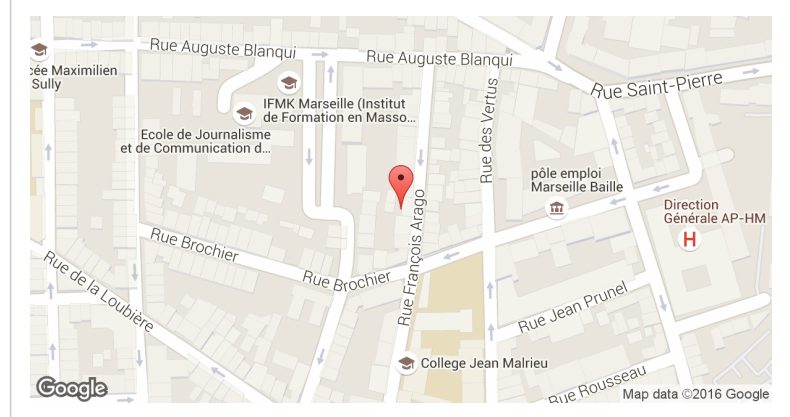 Rue Auguste Blanqui
Rue Auguste Blanqui
cée Maximilien
Sully
IFMK Marseille (Institut
de Formation en Masso...
Ecole de Journalisme
et de Communication d...
Rue des Vertus
Rue Saint-Pierre
pôle emploi
Marseille Baille
Direction
Générale AP-HM
H
Rue François Arago
Rue Brochier
Rue Brochier
Rue de la Loubière
Rue Jean Prunel
College Jean Malrieu
Rue Rousseau
Google
Map data ©2016 Google